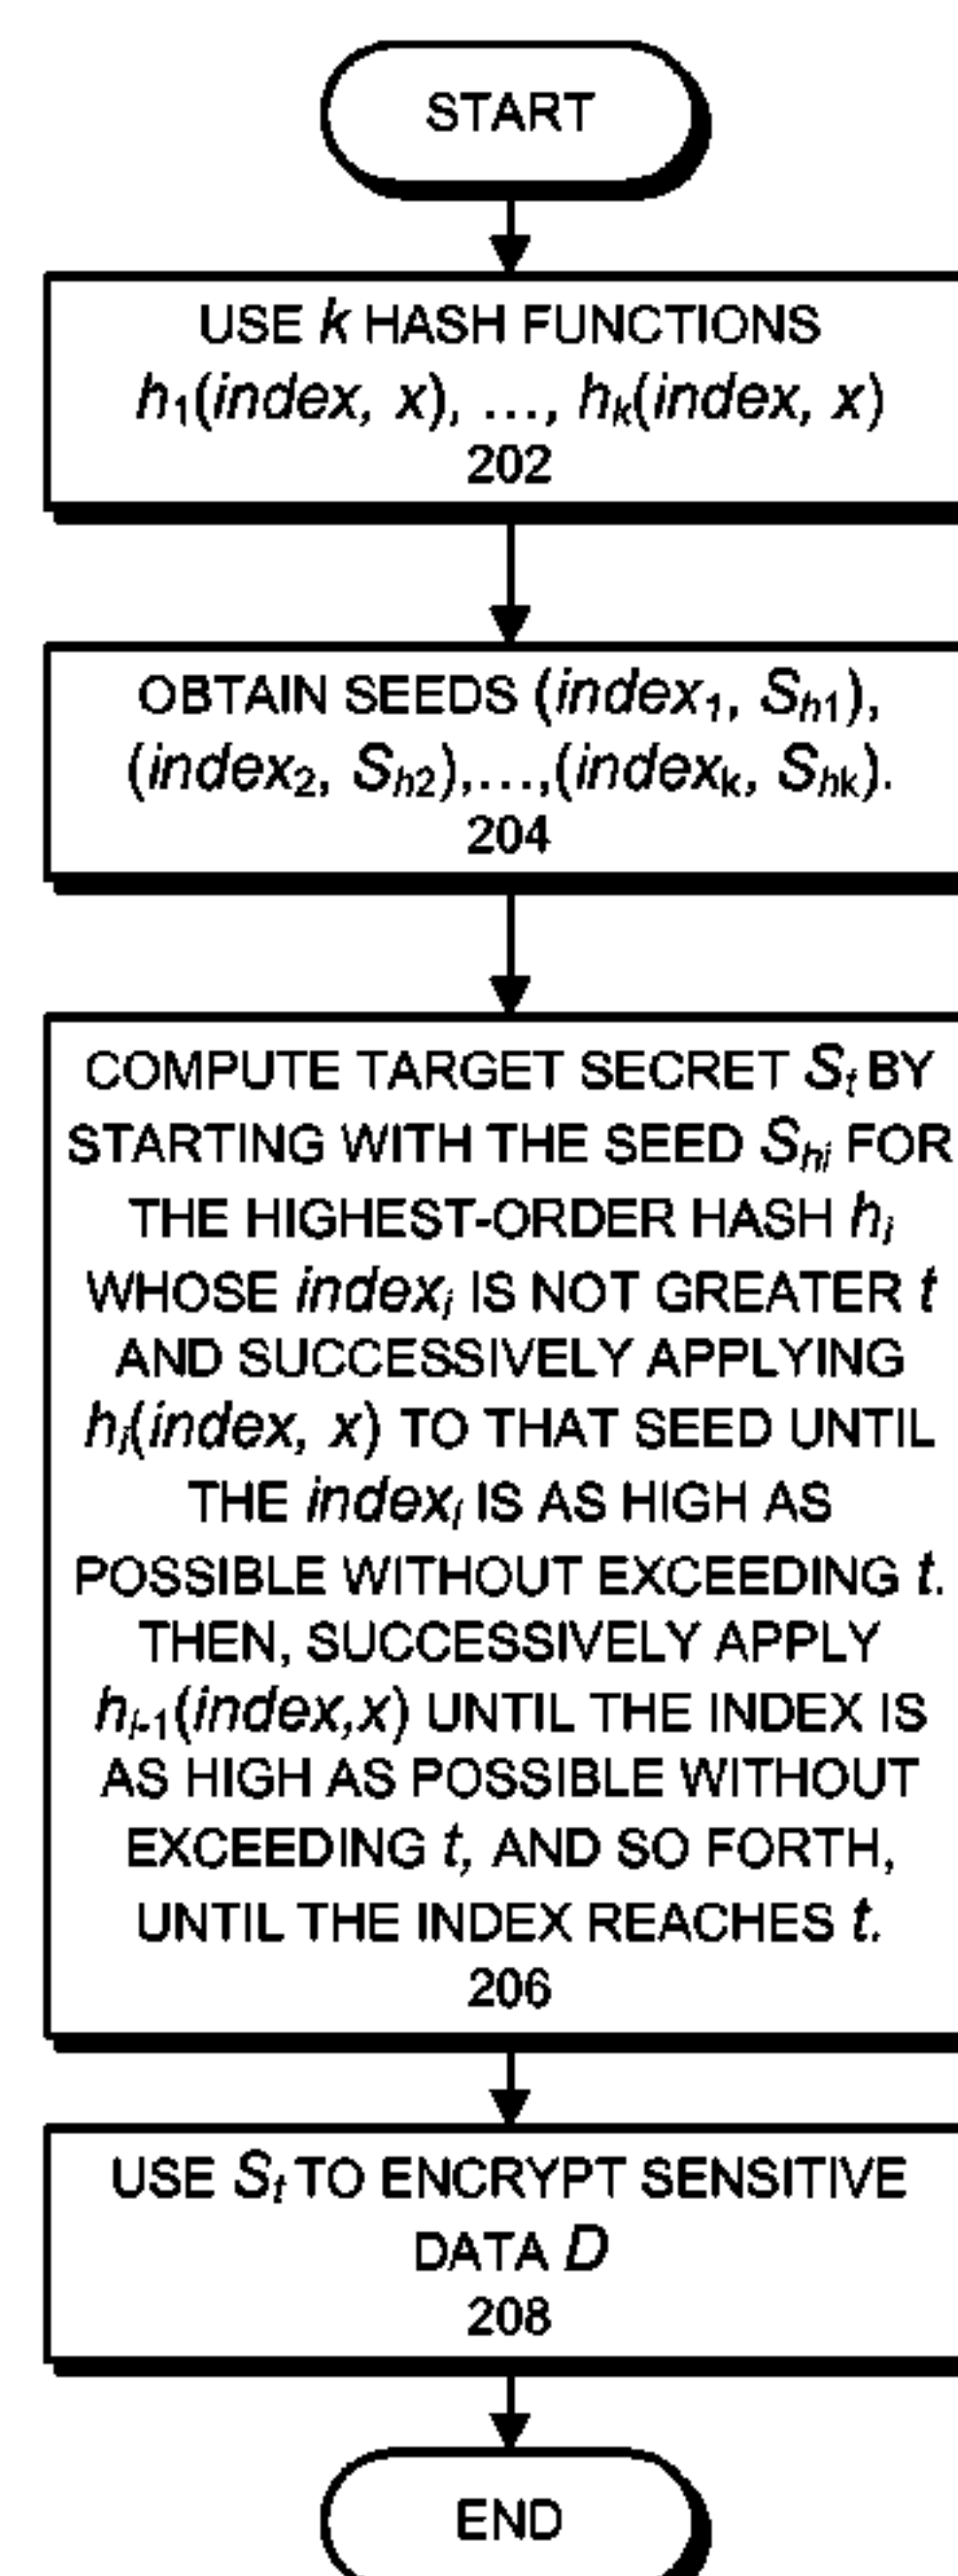 START
USE k HASH FUNCTIONS
h₁(index, x), ..., hₖ(index, x)
202
OBTAIN SEEDS (index₁, Sₕ₁),
(index₂, Sₕ₂),...,(indexₖ, Sₕₖ).
204
COMPUTE TARGET SECRET Sₜ BY
STARTING WITH THE SEED Sₕᵢ FOR
THE HIGHEST-ORDER HASH hᵢ
WHOSE indexᵢ IS NOT GREATER t
AND SUCCESSIVELY APPLYING
hᵢ(index, x) TO THAT SEED UNTIL
THE indexᵢ IS AS HIGH AS
POSSIBLE WITHOUT EXCEEDING t.
THEN, SUCCESSIVELY APPLY
hᵢ₋₁(index,x) UNTIL THE INDEX IS
AS HIGH AS POSSIBLE WITHOUT
EXCEEDING t, AND SO FORTH,
UNTIL THE INDEX REACHES t.
206
USE Sₜ TO ENCRYPT SENSITIVE
DATA D
208
END